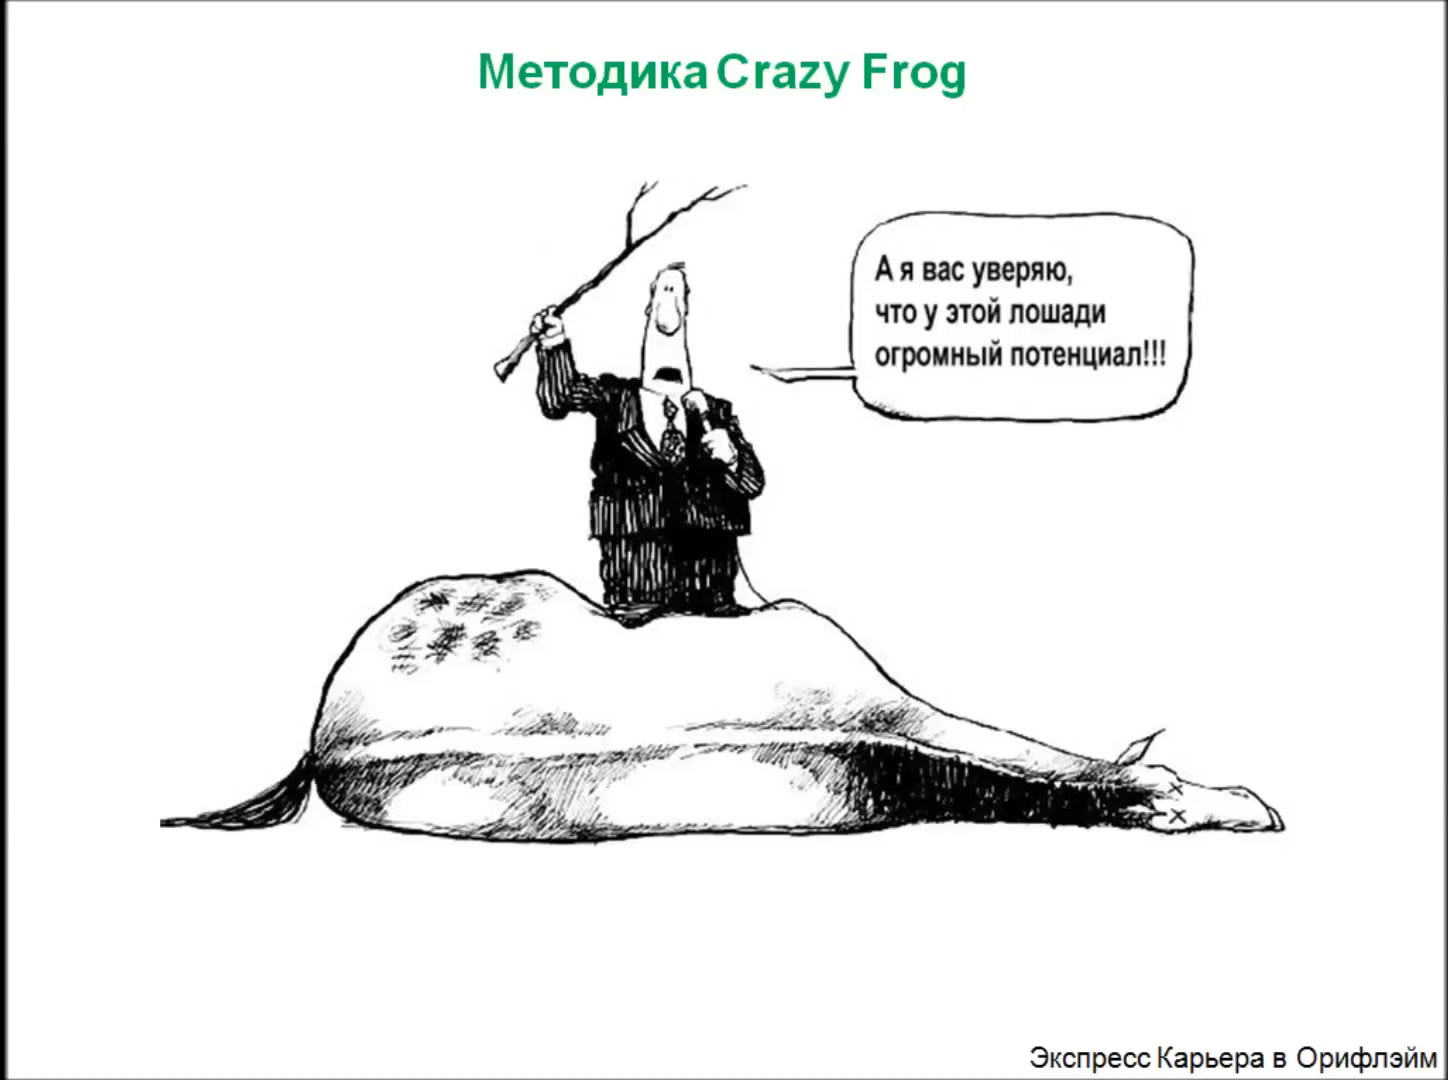 Методика Crazy Frog
А я вас уверяю,
что у этой лошади
огромный потенциал!!!
Экспресс Карьера в Орифлэйм